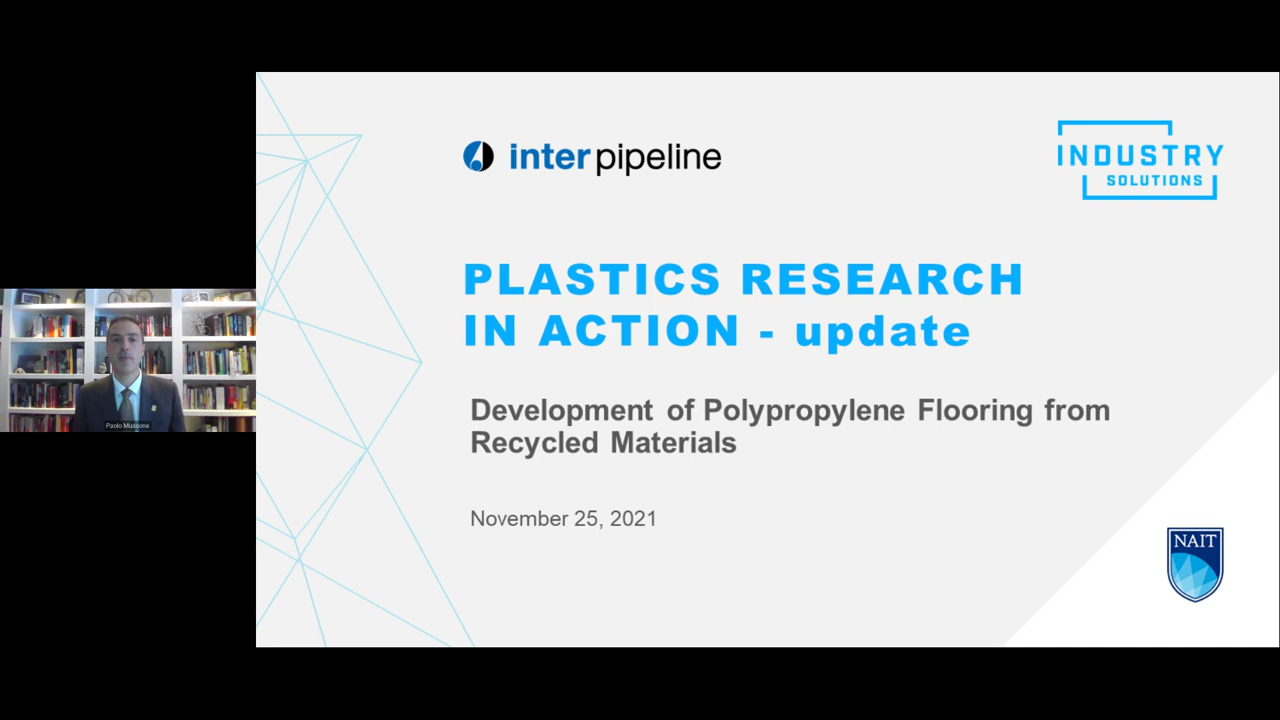 inter pipeline
INDUSTRY
SOLUTIONS
PLASTICS RESEARCH
IN ACTION - update
Development of Polypropylene Flooring from
Recycled Materials
November 25, 2021
NAIT
Paolo Mussone